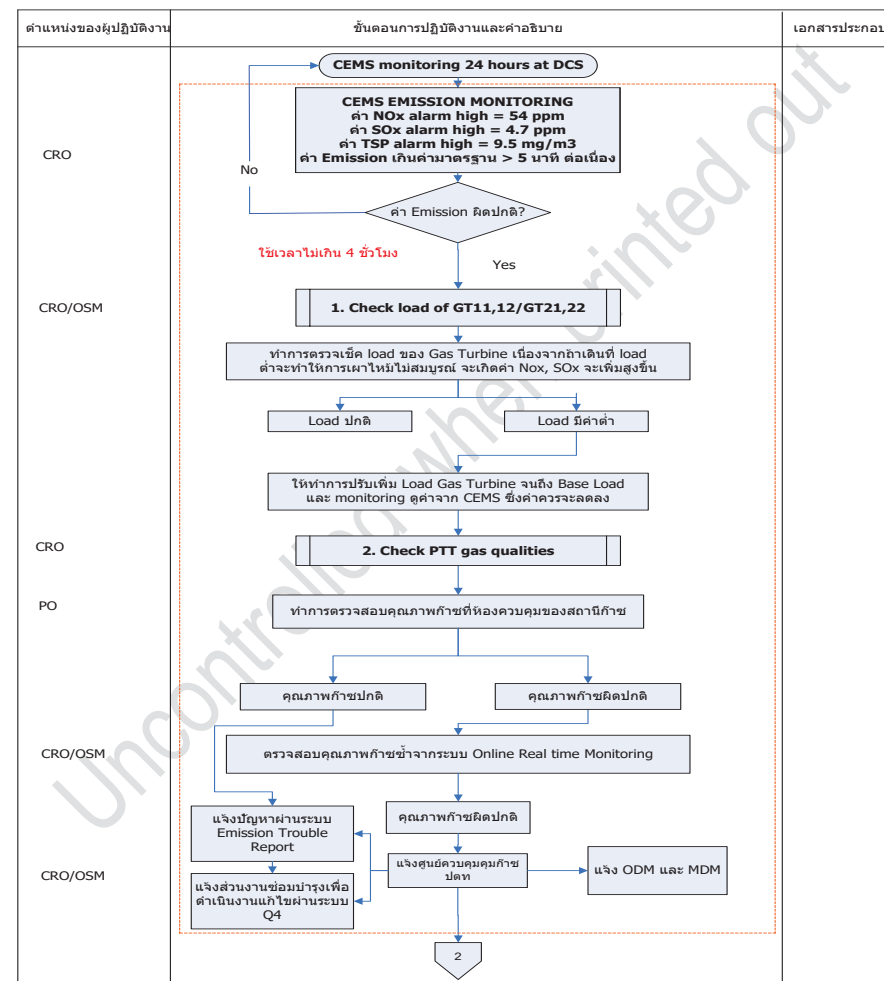 ตำแหน่งของผู้ปฏิบัติงาน
ขั้นตอนการปฏิบัติงานและคำอธิบาย
เอกสารประกอบ
CEMS monitoring 24 hours at DCS
CEMS EMISSION MONITORING
ค่า NOx alarm high = 54 ppm
ค่า SOx alarm high = 4.7 ppm
ค่า TSP alarm high = 9.5 mg/m3
ค่า Emission เกินค่ามาตรฐาน > 5 นาที ต่อเนื่อง
CRO
No
ค่า Emission ผิดปกติ?
ใช้เวลาไม่เกิน 4 ชั่วโมง
Yes
CRO/OSM
1. Check load of GT11,12/GT21,22
ทำการตรวจเช็ค load ของ Gas Turbine เนื่องจากถ้าเดินที่ load
ต่ำจะทำให้การเผาไหม้ไม่สมบูรณ์ จะเกิดค่า Nox, SOx จะเพิ่มสูงขึ้น
Load ปกติ
Load มีค่าต่ำ
ให้ทำการปรับเพิ่ม Load Gas Turbine จนถึง Base Load
และ monitoring ดูค่าจาก CEMS ซึ่งค่าควรจะลดลง
CRO
2. Check PTT gas qualities
PO
ทำการตรวจสอบคุณภาพก๊าซที่ห้องควบคุมของสถานีก๊าซ
คุณภาพก๊าซปกติ
คุณภาพก๊าซผิดปกติ
CRO/OSM
ตรวจสอบคุณภาพก๊าซซ้ำจากระบบ Online Real time Monitoring
แจ้งปัญหาผ่านระบบ
Emission Trouble
Report
คุณภาพก๊าซผิดปกติ
CRO/OSM
แจ้งศูนย์ควบคุมคุมก๊าซ
ปตท
แจ้ง ODM และ MDM
แจ้งส่วนงานซ่อมบำรุงเพื่อ
ดำเนินงานแก้ไขผ่านระบบ
Q4
2
Uncontrolled when printed out